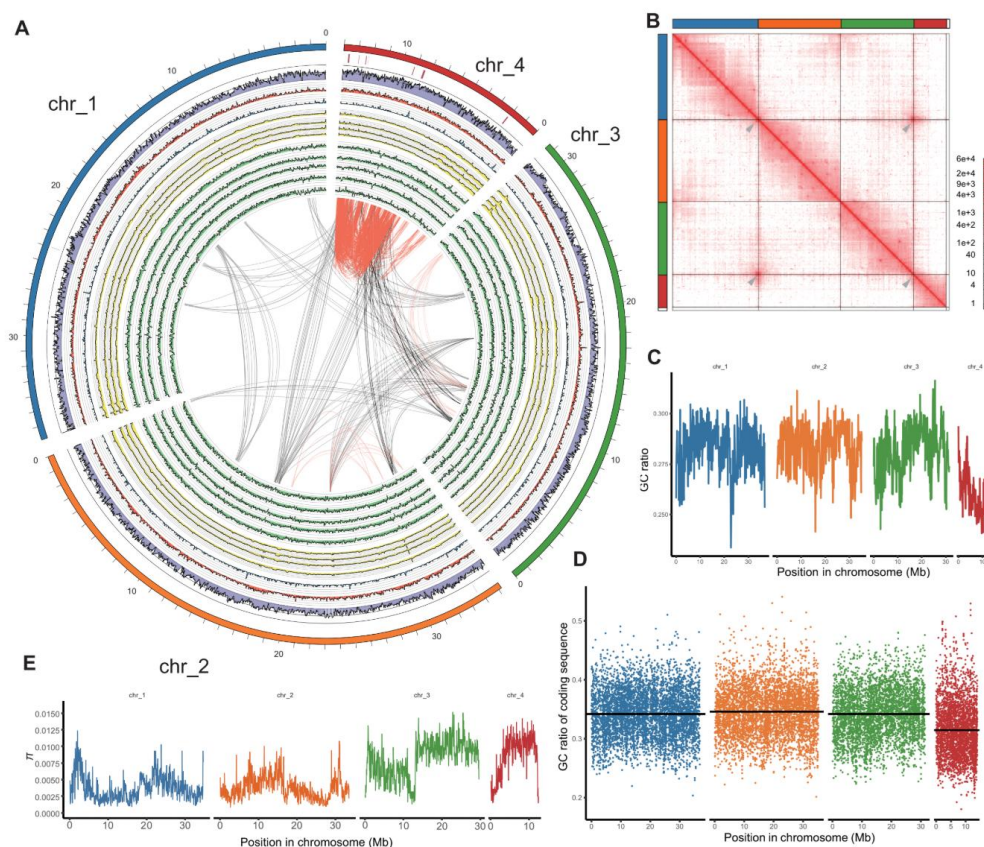 A
chr_1
chr_4
chr_3
chr_2
0
10
20
30
0
10
20
30
0
10
20
30
0
10
B
6e+4
2e+4
9e+3
4e+3
1e+3
4e+2
1e+2
40
10
4
1
C
chr_1 chr_2 chr_3 chr_4
GC ratio
0.300
0.275
0.250
0 10 20 30 0 10 20 30 0 10 20 30 0 10
Position in chromosome (Mb)
D
GC ratio of coding sequence
0.5
0.4
0.3
0.2
0 10 20 30 0 10 20 30 0 10 20 30 0 5 10
Position in chromosome (Mb)
E
chr_1 chr_2 chr_3 chr_4
π
0.0150
0.0125
0.0100
0.0075
0.0050
0.0025
0.0000
0 10 20 30 0 10 20 30 0 10 20 30 0 10
Position in chromosome (Mb)